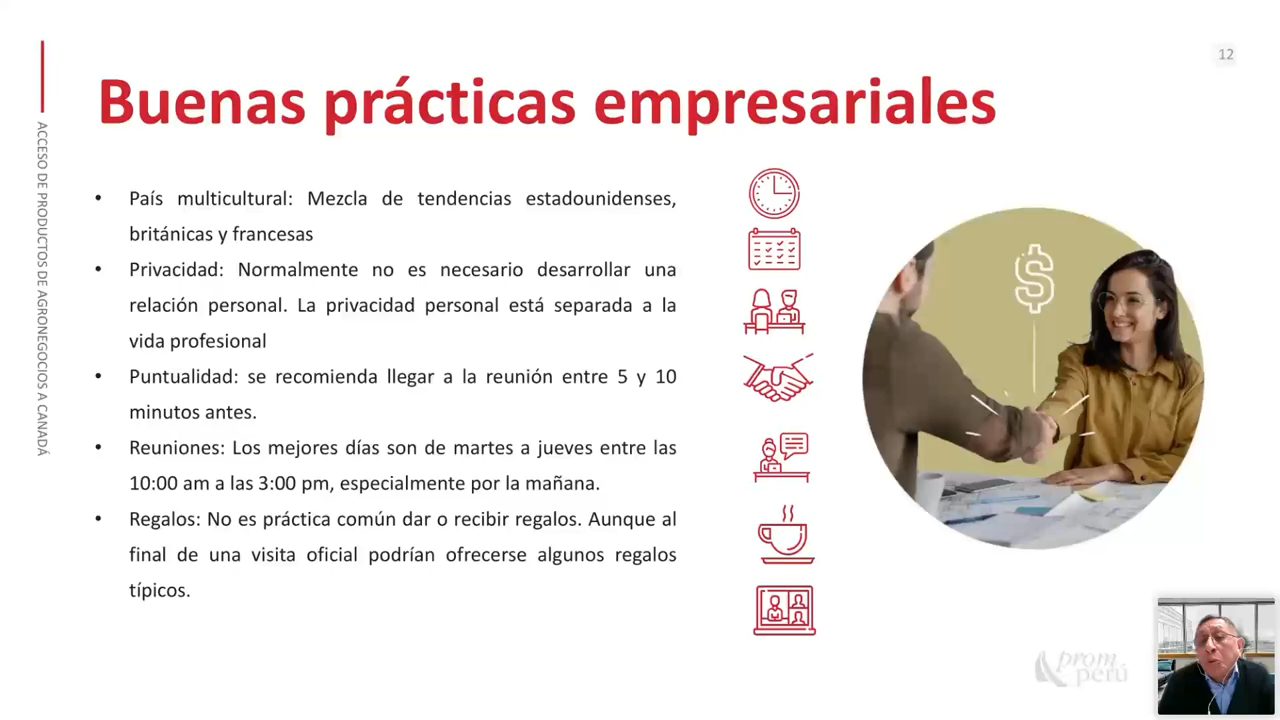 12
Buenas prácticas empresariales
ACCESO DE PRODUCTOS DE AGRONEGOCIOS A CANADÁ
• País multicultural: Mezcla de tendencias estadounidenses,
británicas y francesas
• Privacidad: Normalmente no es necesario desarrollar una
relación personal. La privacidad personal está separada a la
vida profesional
• Puntualidad: se recomienda llegar a la reunión entre 5 y 10
minutos antes.
• Reuniones: Los mejores días son de martes a jueves entre las
10:00 am a las 3:00 pm, especialmente por la mañana.
• Regalos: No es práctica común dar o recibir regalos. Aunque al
final de una visita oficial podrían ofrecerse algunos regalos
típicos.
$
prom
perú